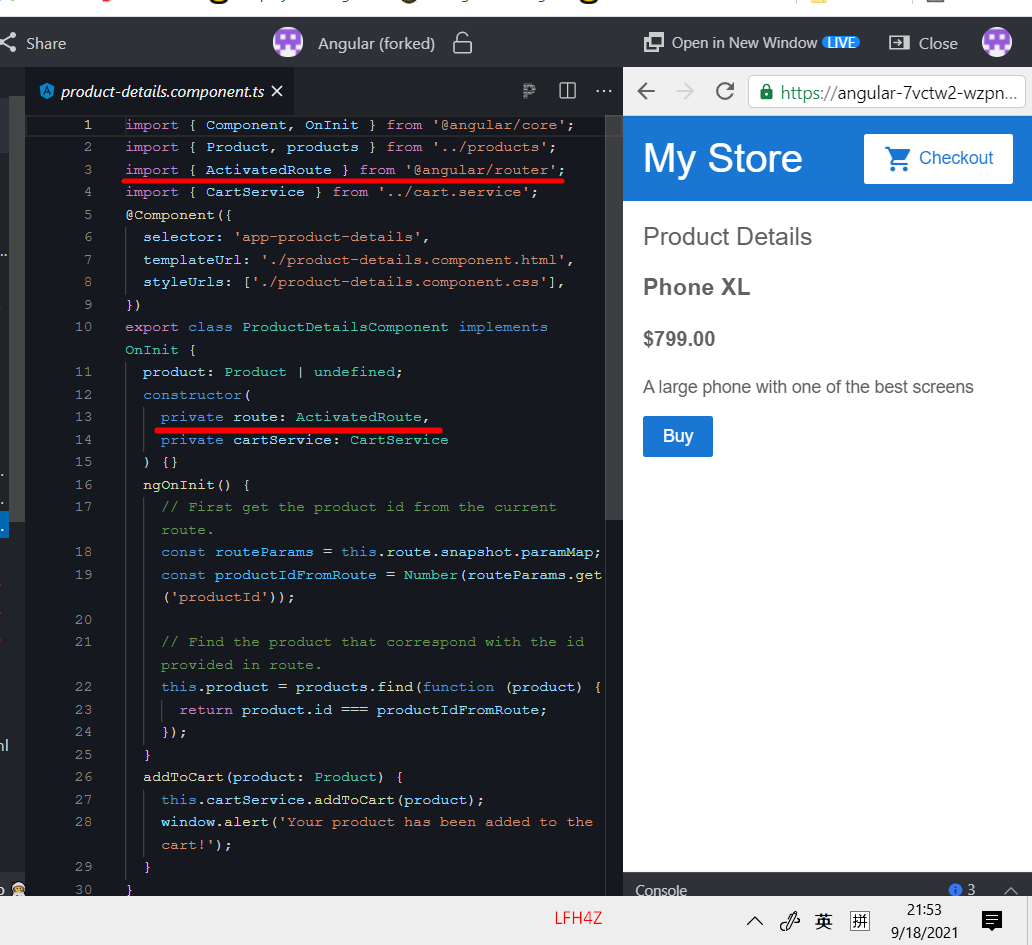 Share
Angular (forked)
Open in New Window LIVE
Close
product-details.component.ts
https://angular-7vctw2-wzpn...
1 import { Component, OnInit } from '@angular/core';
2 import { Product, products } from '../products';
3 import { ActivatedRoute } from '@angular/router';
4 import { CartService } from '../cart.service';
5 @Component({
6 selector: 'app-product-details',
7 templateUrl: './product-details.component.html',
8 styleUrls: ['./product-details.component.css'],
9 })
10 export class ProductDetailsComponent implements
OnInit {
11 product: Product | undefined;
12 constructor(
13 private route: ActivatedRoute,
14 private cartService: CartService
15 ) {}
16 ngOnInit() {
17 // First get the product id from the current
route.
18 const routeParams = this.route.snapshot.paramMap;
19 const productIdFromRoute = Number(routeParams.get
('productId'));
20
21 // Find the product that correspond with the id
provided in route.
22 this.product = products.find(function (product) {
23 return product.id === productIdFromRoute;
24 });
25 }
26 addToCart(product: Product) {
27 this.cartService.addToCart(product);
28 window.alert('Your product has been added to the
cart!');
29 }
30 }
My Store
Checkout
Product Details
Phone XL
$799.00
A large phone with one of the best screens
Buy
Console
3
LFH4Z
英
拼
21:53
9/18/2021